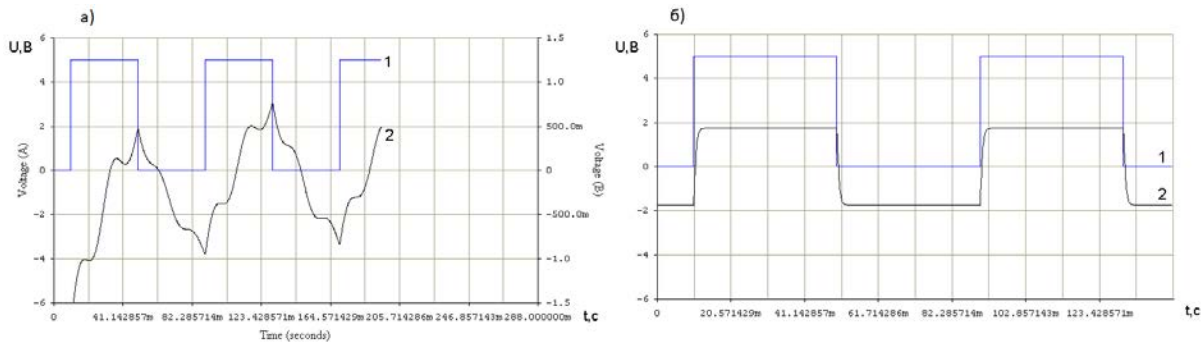 а)
U,В
6
4
2
0
-2
-4
-6
Voltage (A)
1.5
1.0
500.0m
0
-500.0m
-1.0
-1.5
Voltage (B)
1
2
0
41.142857m
82.285714m
123.428571m
164.571429m
205.714286m
246.857143m
288.000000m
t,c
Time (seconds)
б)
U,В
6
4
2
0
-2
-4
-6
1
2
0
20.571429m
41.142857m
61.714286m
82.285714m
102.857143m
123.428571m
t,c